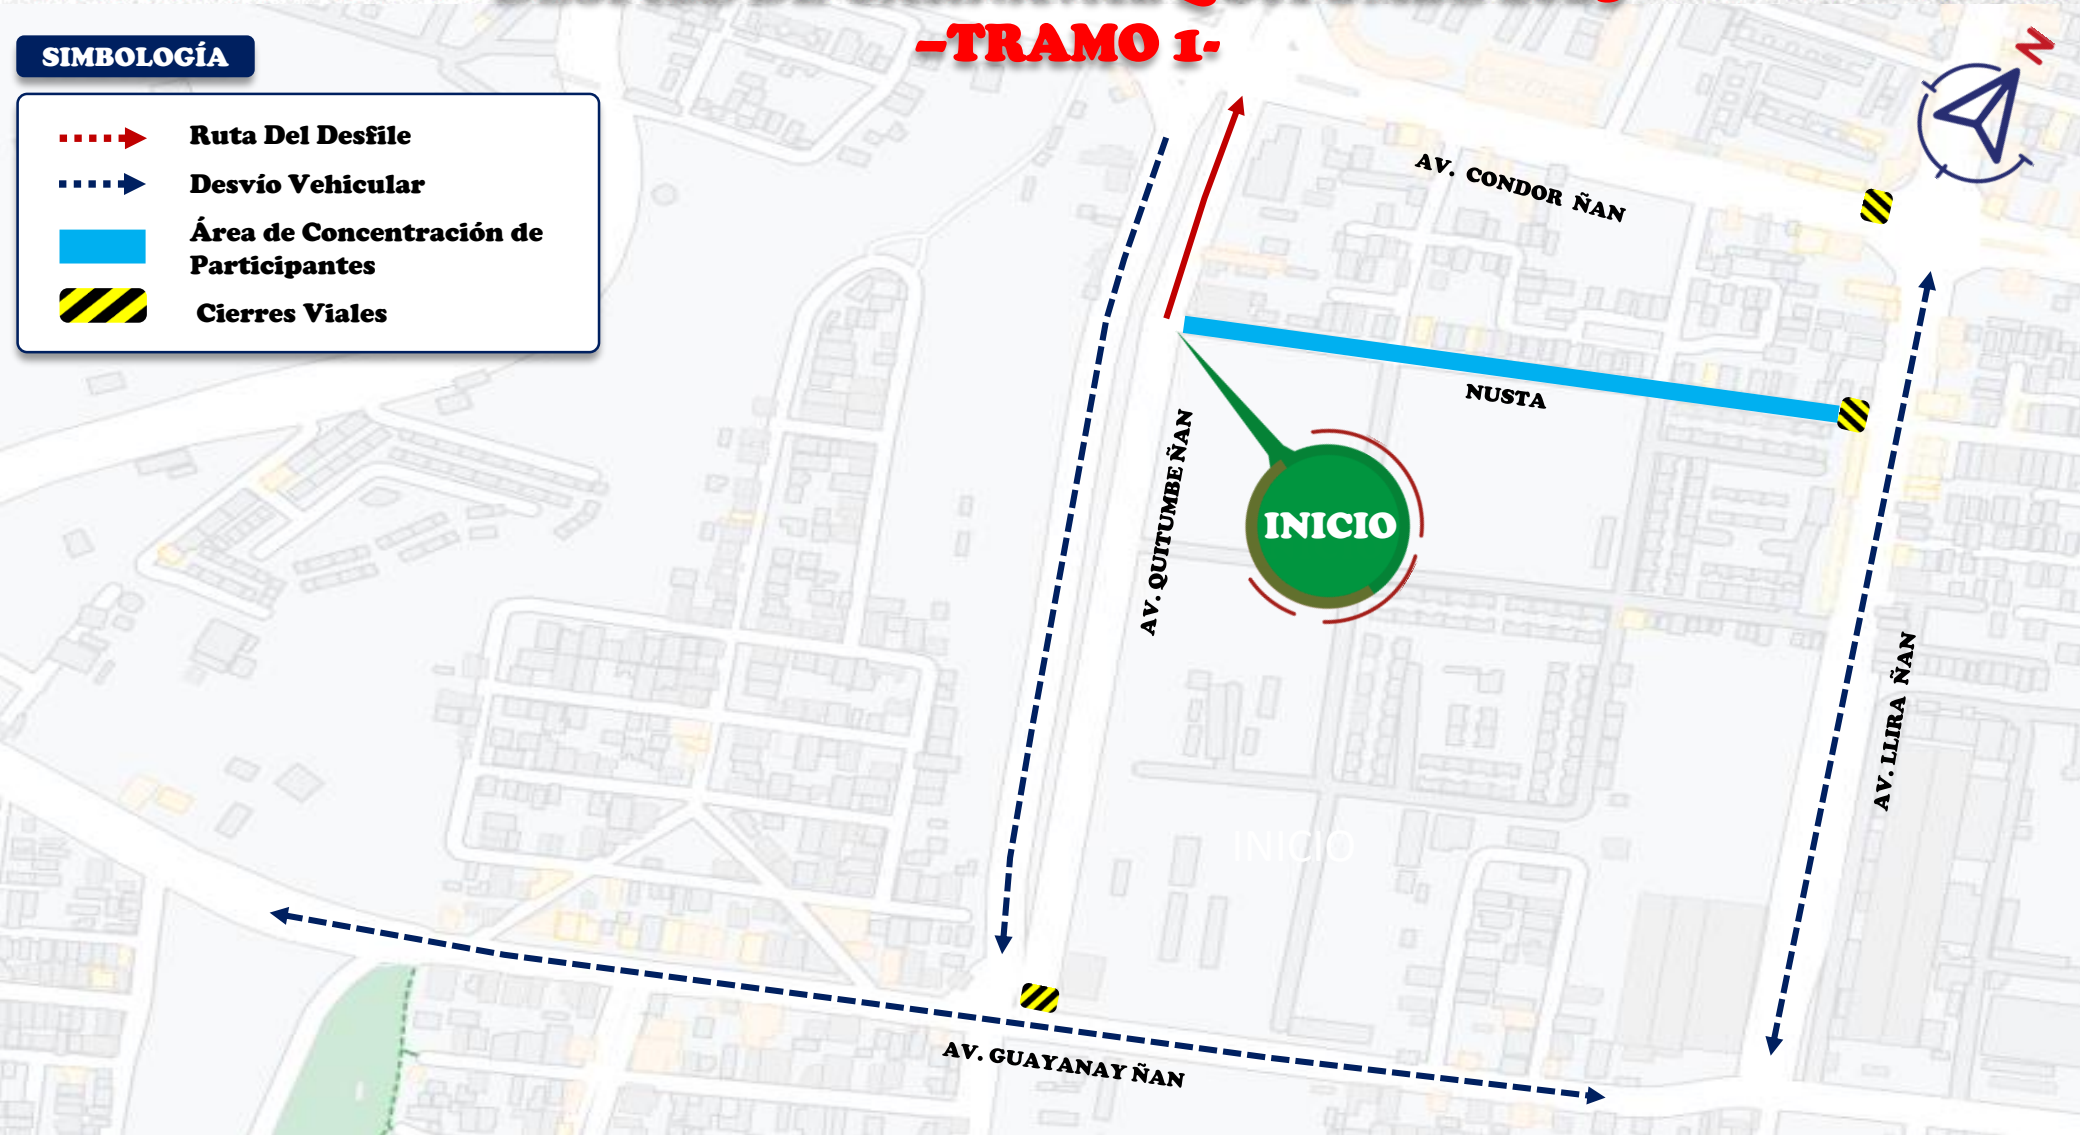 –TRAMO 1-
SIMBOLOGÍA
Ruta Del Desfile
Desvío Vehicular
Área de Concentración de
Participantes
Cierres Viales
N
AV. CONDOR ÑAN
NUSTA
AV. QUITUMBE ÑAN
INICIO
AV. LLIRA ÑAN
INICIO
AV. GUAYANAY ÑAN